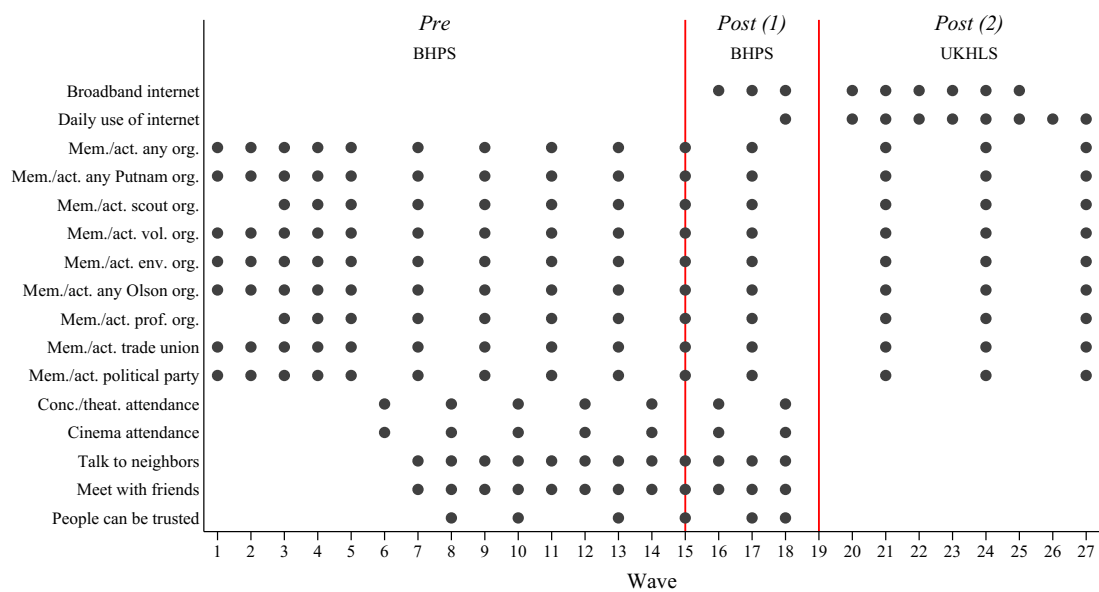 Pre Post (1) Post (2)
BHPS BHPS UKHLS
Broadband internet
Daily use of internet
Mem./act. any org.
Mem./act. any Putnam org.
Mem./act. scout org.
Mem./act. vol. org.
Mem./act. env. org.
Mem./act. any Olson org.
Mem./act. prof. org.
Mem./act. trade union
Mem./act. political party
Conc./theat. attendance
Cinema attendance
Talk to neighbors
Meet with friends
People can be trusted
1 2 3 4 5 6 7 8 9 10 11 12 13 14 15 16 17 18 19 20 21 22 23 24 25 26 27
Wave